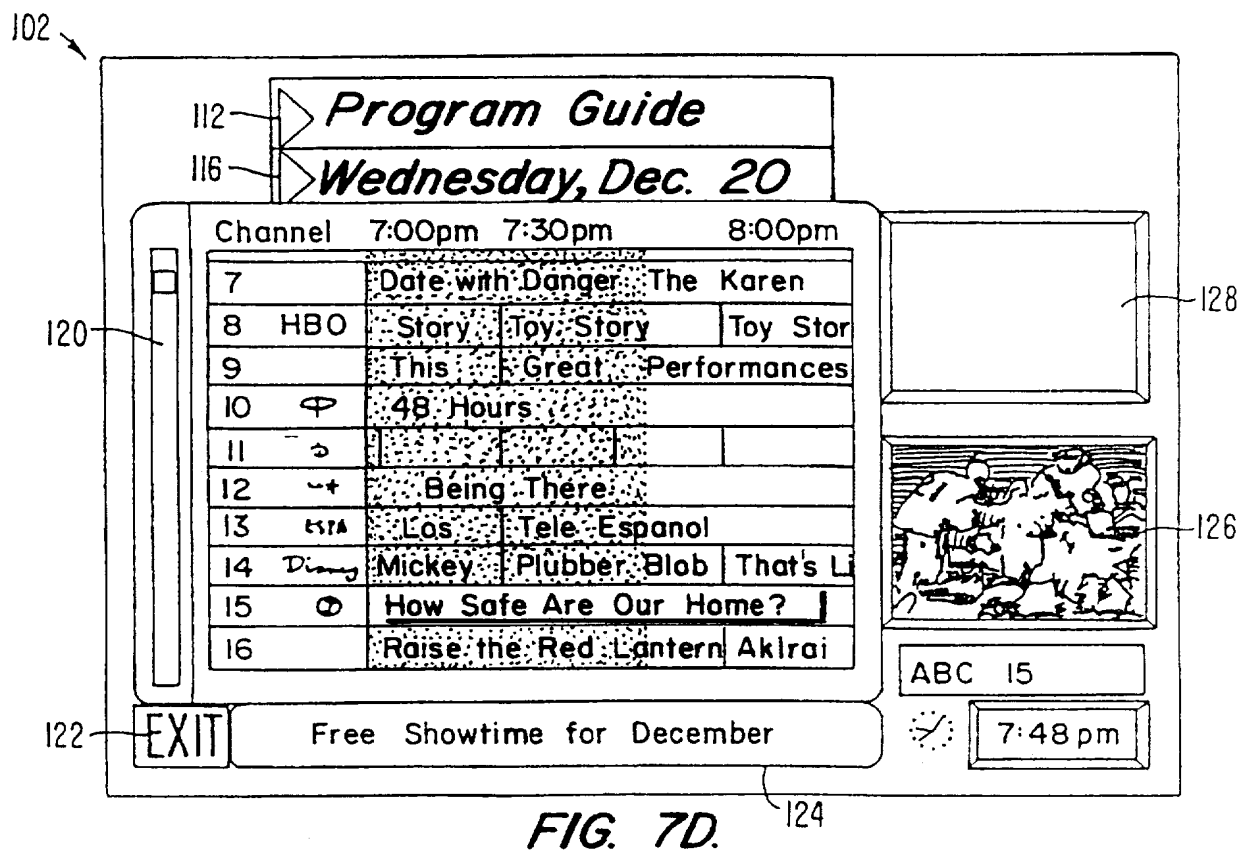 102
112
Program Guide
116
Wednesday, Dec. 20
Channel 7:00pm 7:30pm 8:00pm
7 Date with Danger The Karen
8 HBO Story Toy Story Toy Stor
9 This Great Performances
10 48 Hours
11
12 Being There
13 Los Tele Espanol
14 Disney Mickey Plubber Blob That's Li
15 How Safe Are Our Home?
16 Raise the Red Lantern Aklrai
120
128
126
ABC 15
122
EXIT
Free Showtime for December
7:48pm
124
FIG. 7D.